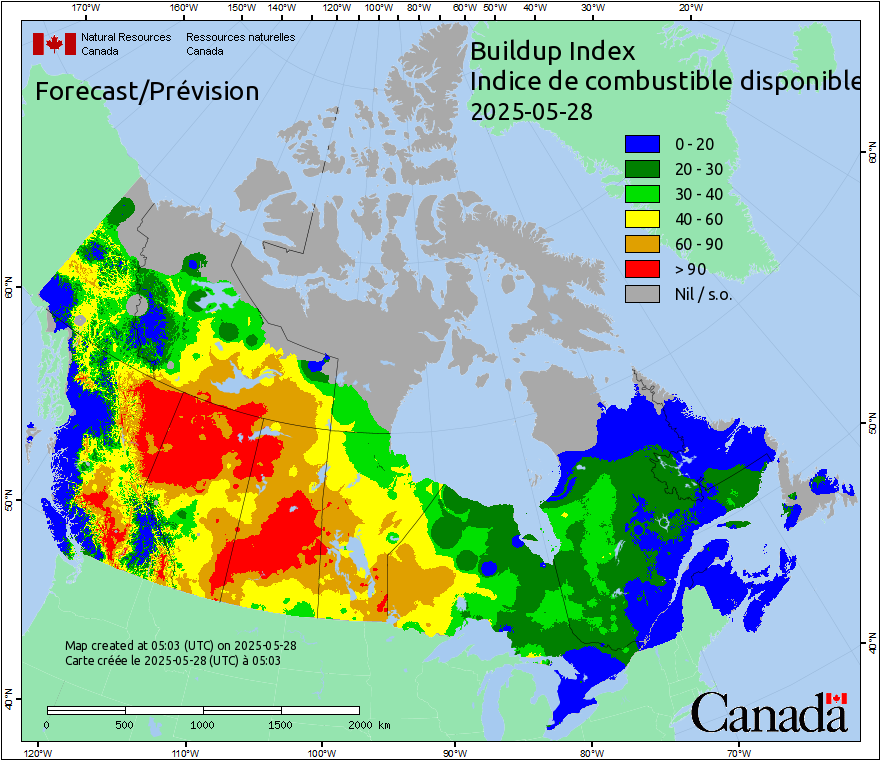 170°W 160°W 150°W 140°W 130°W 120°W 110°W 100°W 90°W 80°W 70°W 60°W 50°W 40°W 30°W 20°W
Natural Resources Ressources naturelles
Canada Canada
Forecast/Prévision
Buildup Index
Indice de combustible disponible
2025-05-28
0 - 20
20 - 30
30 - 40
40 - 60
60 - 90
> 90
Nil / s.o.
60°N
60°N
50°N
50°N
40°N
40°N
Map created at 05:03 (UTC) on 2025-05-28
Carte créée le 2025-05-28 (UTC) à 05:03
0 500 1000 1500 2000 km
Canada
120°W 110°W 100°W 90°W 80°W 70°W